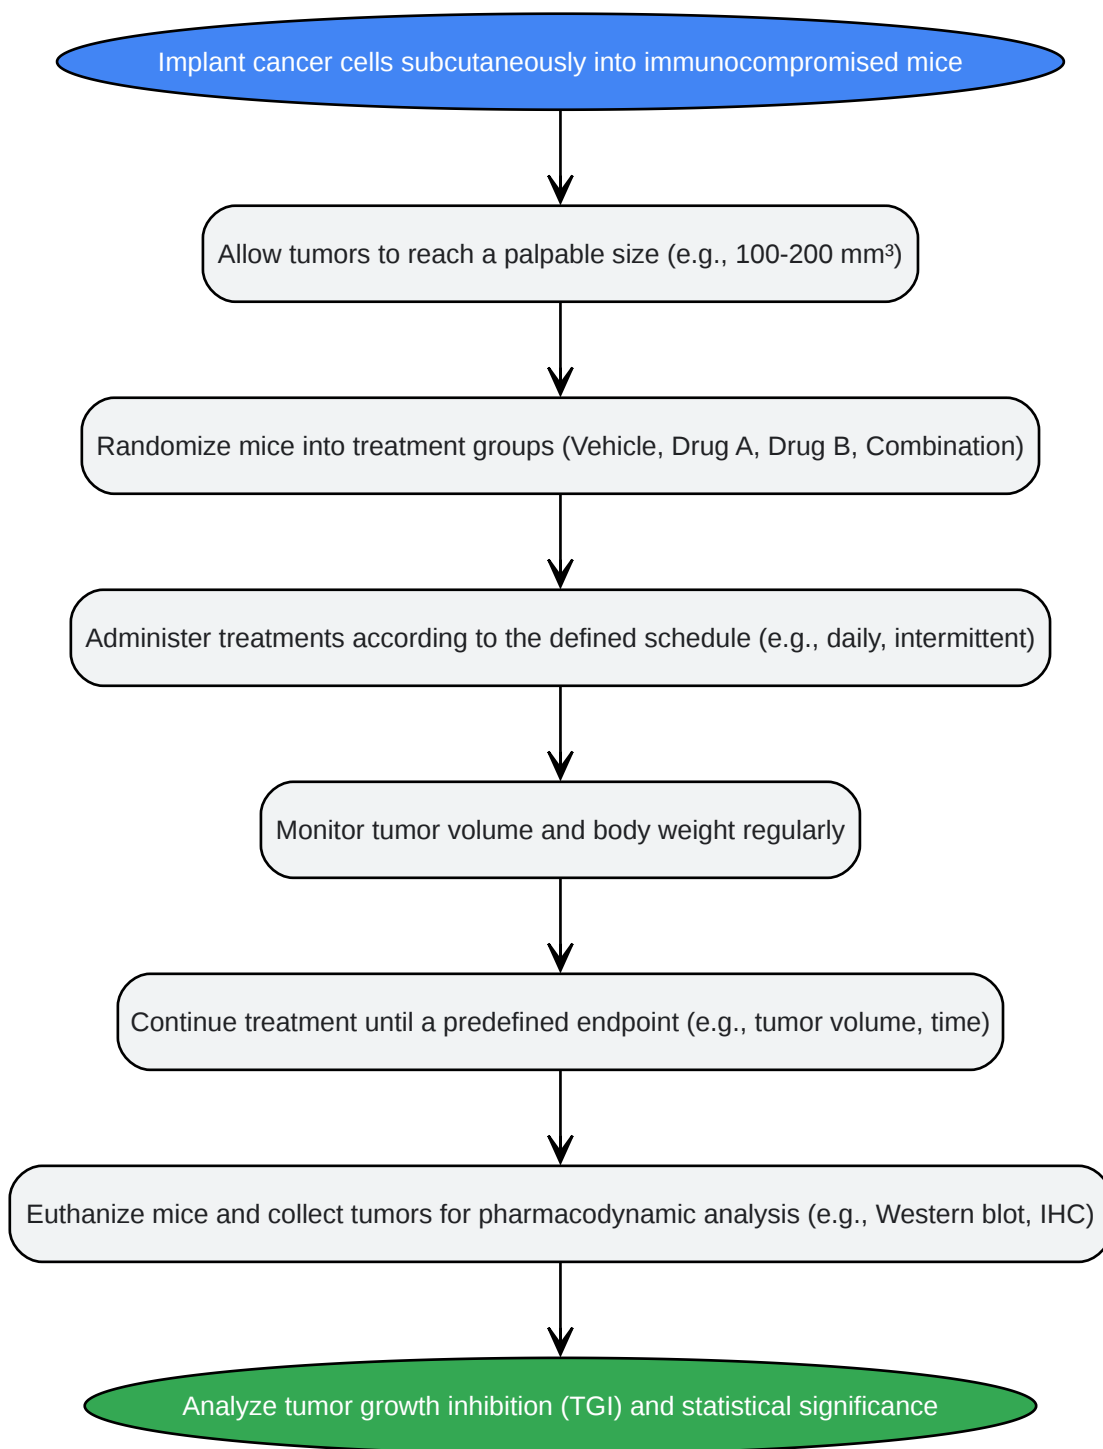 Implant cancer cells subcutaneously into immunocompromised mice
Allow tumors to reach a palpable size (e.g., 100-200 mm³)
Randomize mice into treatment groups (Vehicle, Drug A, Drug B, Combination)
Administer treatments according to the defined schedule (e.g., daily, intermittent)
Monitor tumor volume and body weight regularly
Continue treatment until a predefined endpoint (e.g., tumor volume, time)
Euthanize mice and collect tumors for pharmacodynamic analysis (e.g., Western blot, IHC)
Analyze tumor growth inhibition (TGI) and statistical significance